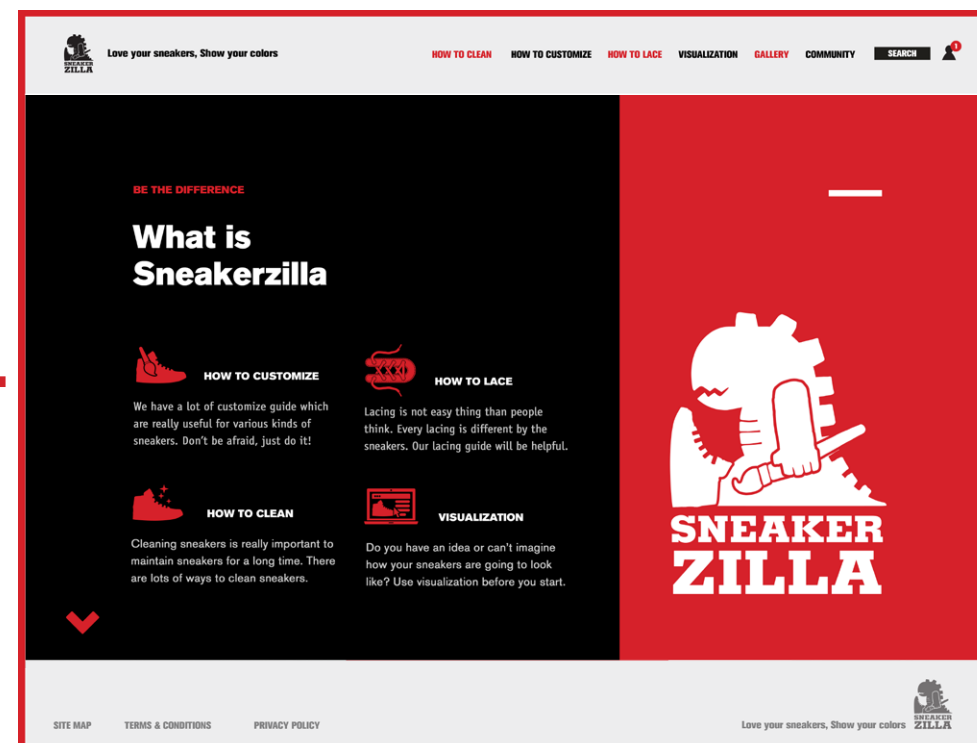 SNEAKER
ZILLA
Love your sneakers, Show your colors
HOW TO CLEAN HOW TO CUSTOMIZE HOW TO LACE VISUALIZATION GALLERY COMMUNITY SEARCH 1
BE THE DIFFERENCE
What is
Sneakerzilla
HOW TO CUSTOMIZE
We have a lot of customize guide which
are really useful for various kinds of
sneakers. Don't be afraid, just do it!
HOW TO LACE
Lacing is not easy thing than people
think. Every lacing is different by the
sneakers. Our lacing guide will be helpful.
HOW TO CLEAN
Cleaning sneakers is really important to
maintain sneakers for a long time. There
are lots of ways to clean sneakers.
VISUALIZATION
Do you have an idea or can't imagine
how your sneakers are going to look
like? Use visualization before you start.
SNEAKER
ZILLA
SITE MAP TERMS & CONDITIONS PRIVACY POLICY
Love your sneakers, Show your colors
SNEAKER
ZILLA